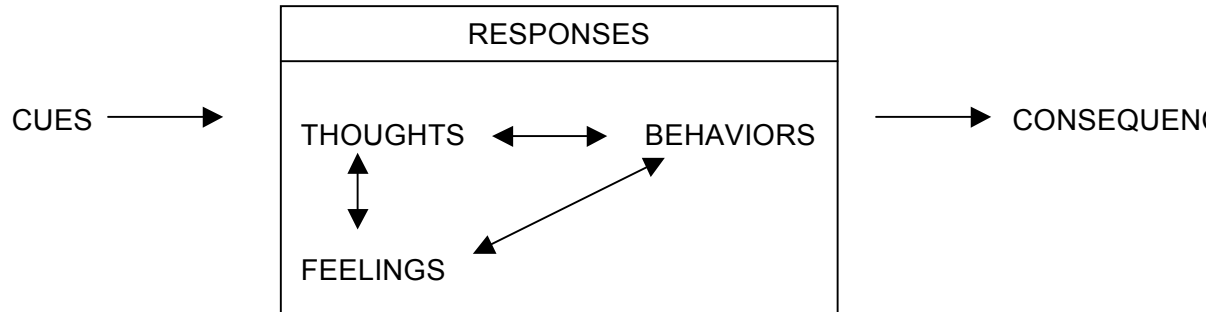 RESPONSES
CUES
THOUGHTS
BEHAVIORS
CONSEQUENC
FEELINGS